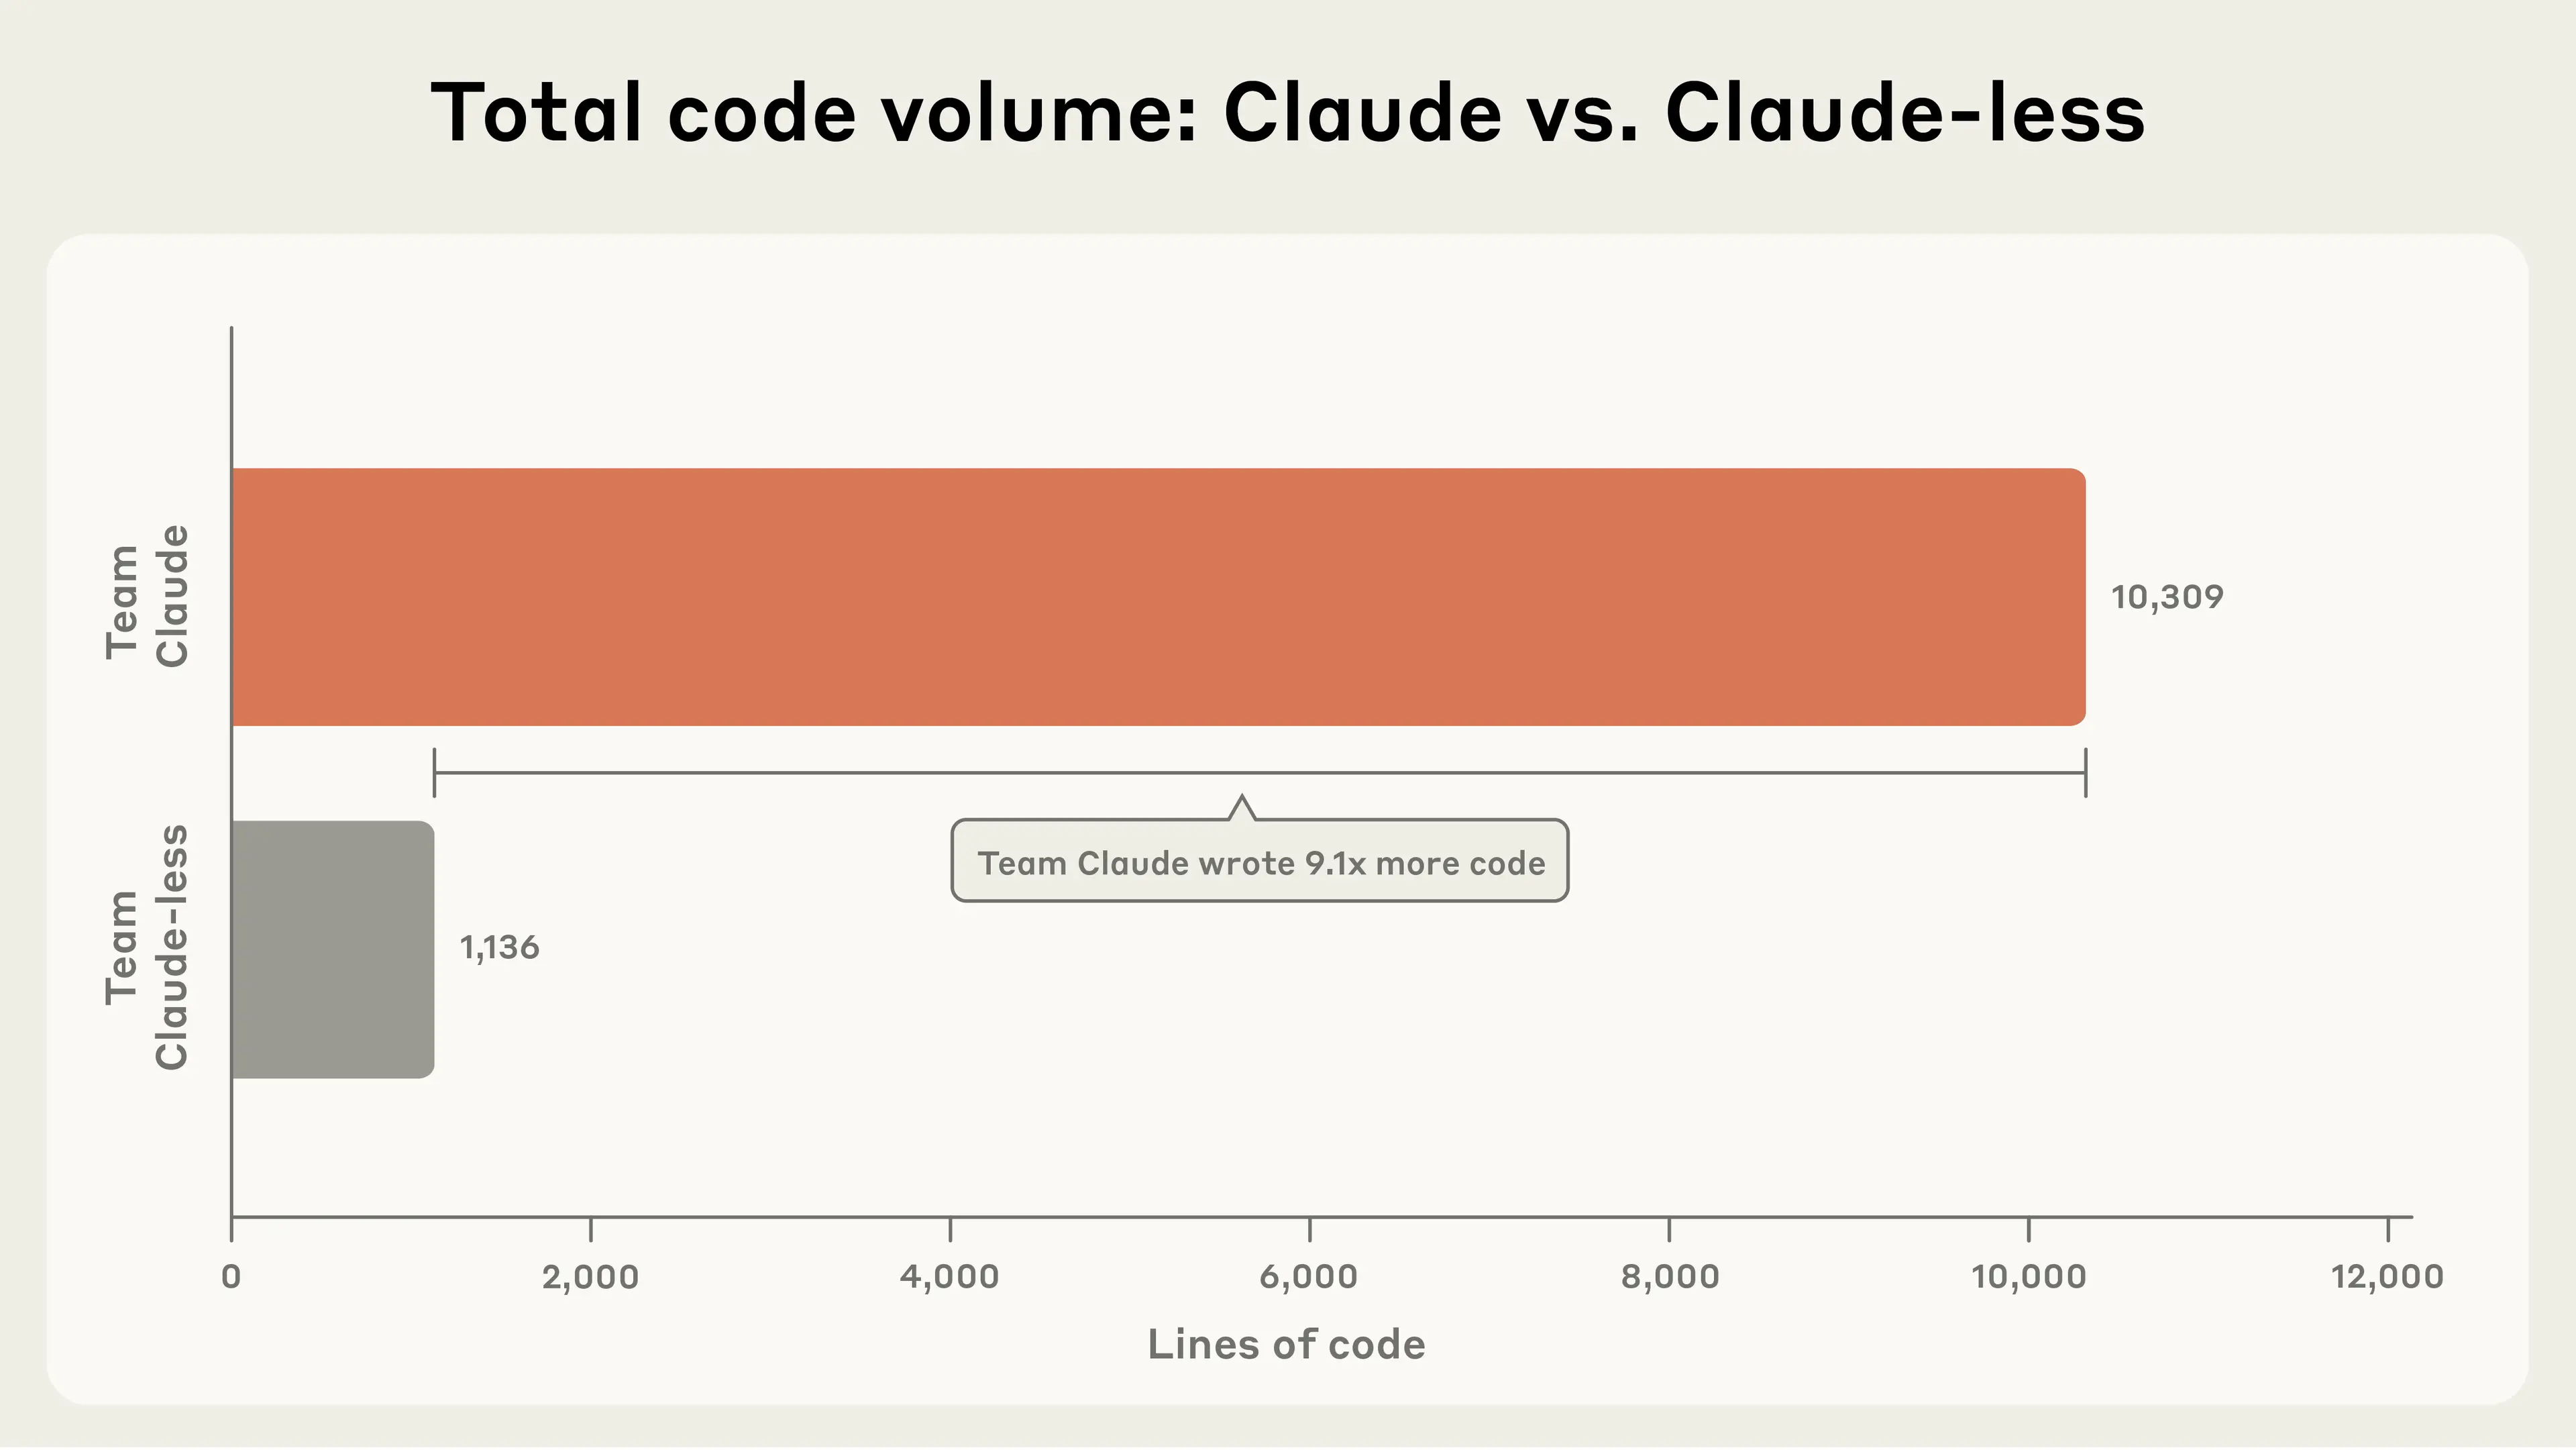 Total code volume: Claude vs. Claude-less
Team
Claude
10,309
Team Claude wrote 9.1x more code
Team
Claude-less
1,136
0
2,000
4,000
6,000
8,000
10,000
12,000
Lines of code